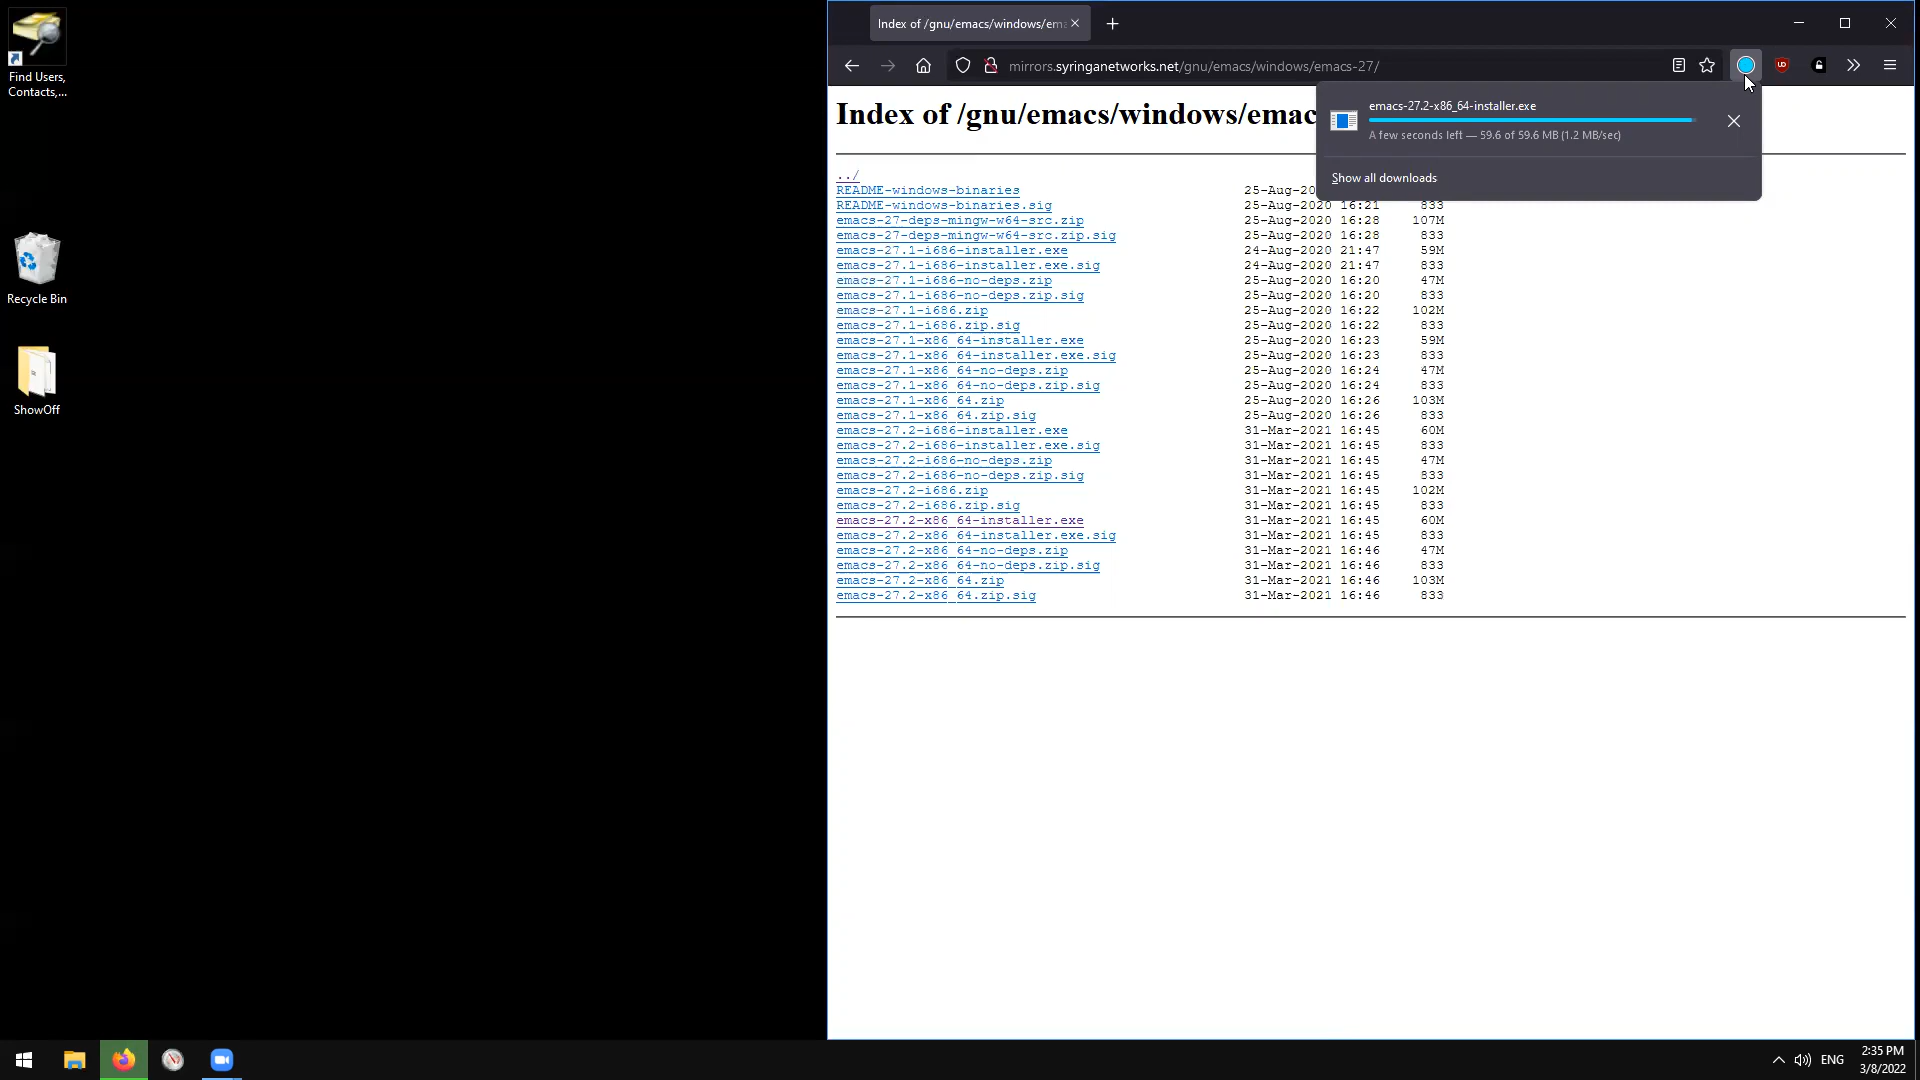 Find Users,
Contacts,...
Recycle Bin
ShowOff
Index of /gnu/emacs/windows/em
mirrors.syringanetworks.net/gnu/emacs/windows/emacs-27/
emacs-27.2-x86_64-installer.exe
A few seconds left — 59.6 of 59.6 MB (1.2 MB/sec)
Show all downloads
Index of /gnu/emacs/windows/emac
../
README-windows-binaries 25-Aug-20
README-windows-binaries.sig 25-Aug-2020 16:21 833
emacs-27-deps-mingw-w64-src.zip 25-Aug-2020 16:28 107M
emacs-27-deps-mingw-w64-src.zip.sig 25-Aug-2020 16:28 833
emacs-27.1-i686-installer.exe 24-Aug-2020 21:47 59M
emacs-27.1-i686-installer.exe.sig 24-Aug-2020 21:47 833
emacs-27.1-i686-no-deps.zip 25-Aug-2020 16:20 47M
emacs-27.1-i686-no-deps.zip.sig 25-Aug-2020 16:20 833
emacs-27.1-i686.zip 25-Aug-2020 16:22 102M
emacs-27.1-i686.zip.sig 25-Aug-2020 16:22 833
emacs-27.1-x86_64-installer.exe 25-Aug-2020 16:23 59M
emacs-27.1-x86_64-installer.exe.sig 25-Aug-2020 16:23 833
emacs-27.1-x86_64-no-deps.zip 25-Aug-2020 16:24 47M
emacs-27.1-x86_64-no-deps.zip.sig 25-Aug-2020 16:24 833
emacs-27.1-x86_64.zip 25-Aug-2020 16:26 103M
emacs-27.1-x86_64.zip.sig 25-Aug-2020 16:26 833
emacs-27.2-i686-installer.exe 31-Mar-2021 16:45 60M
emacs-27.2-i686-installer.exe.sig 31-Mar-2021 16:45 833
emacs-27.2-i686-no-deps.zip 31-Mar-2021 16:45 47M
emacs-27.2-i686-no-deps.zip.sig 31-Mar-2021 16:45 833
emacs-27.2-i686.zip 31-Mar-2021 16:45 102M
emacs-27.2-i686.zip.sig 31-Mar-2021 16:45 833
emacs-27.2-x86_64-installer.exe 31-Mar-2021 16:45 60M
emacs-27.2-x86_64-installer.exe.sig 31-Mar-2021 16:45 833
emacs-27.2-x86_64-no-deps.zip 31-Mar-2021 16:46 47M
emacs-27.2-x86_64-no-deps.zip.sig 31-Mar-2021 16:46 833
emacs-27.2-x86_64.zip 31-Mar-2021 16:46 103M
emacs-27.2-x86_64.zip.sig 31-Mar-2021 16:46 833
ENG
2:35 PM
3/8/2022